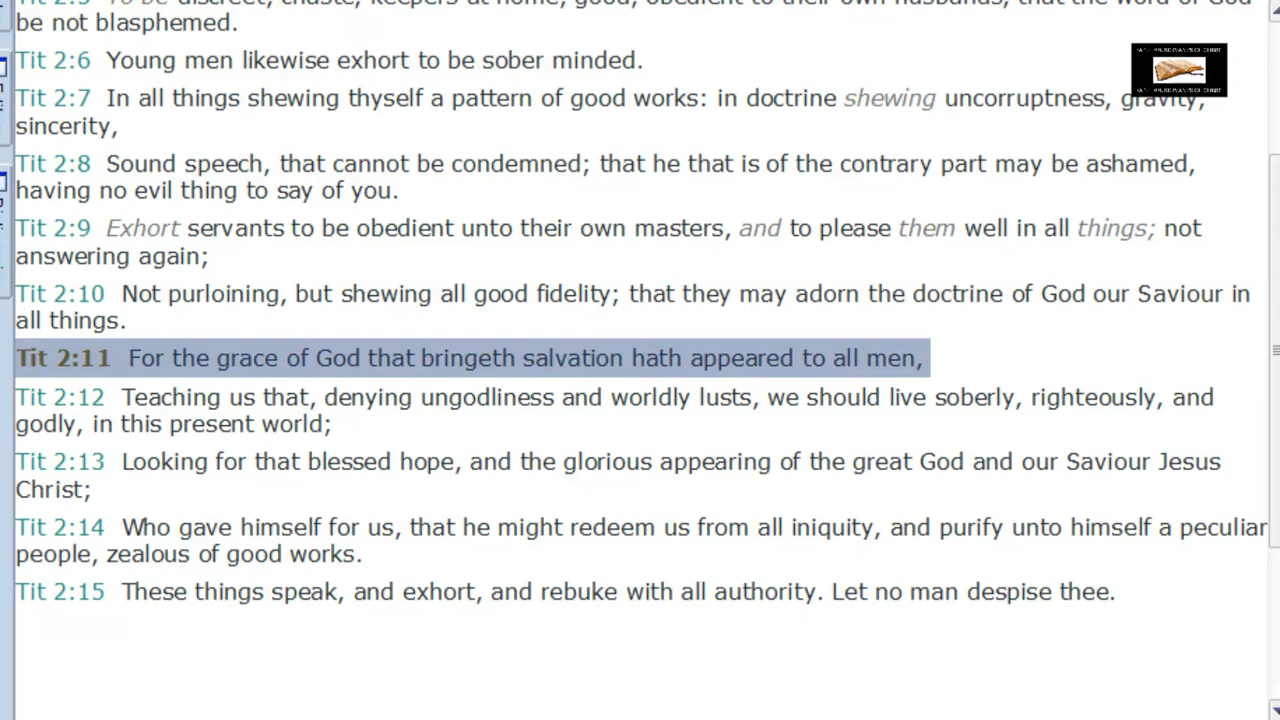 To be discreet, chaste, keepers at home, good, obedient to their own husbands, that the word of God
be not blasphemed.
Tit 2:6 Young men likewise exhort to be sober minded.
Tit 2:7 In all things shewing thyself a pattern of good works: in doctrine shewing uncorruptness, gravity,
sincerity,
Tit 2:8 Sound speech, that cannot be condemned; that he that is of the contrary part may be ashamed,
having no evil thing to say of you.
Tit 2:9 Exhort servants to be obedient unto their own masters, and to please them well in all things; not
answering again;
Tit 2:10 Not purloining, but shewing all good fidelity; that they may adorn the doctrine of God our Saviour in
all things.
Tit 2:11 For the grace of God that bringeth salvation hath appeared to all men,
Tit 2:12 Teaching us that, denying ungodliness and worldly lusts, we should live soberly, righteously, and
godly, in this present world;
Tit 2:13 Looking for that blessed hope, and the glorious appearing of the great God and our Saviour Jesus
Christ;
Tit 2:14 Who gave himself for us, that he might redeem us from all iniquity, and purify unto himself a peculiar
people, zealous of good works.
Tit 2:15 These things speak, and exhort, and rebuke with all authority. Let no man despise thee.